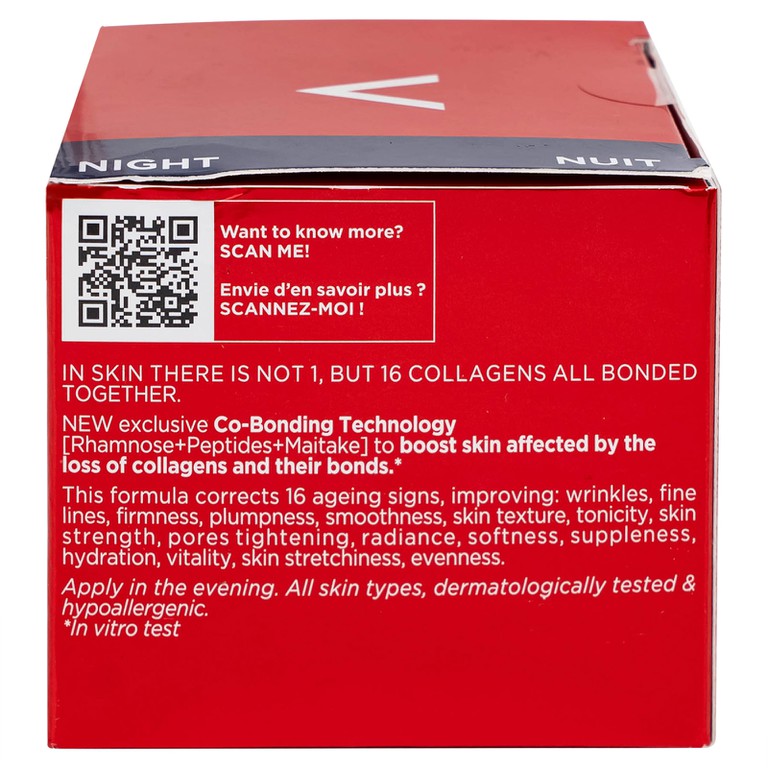 V
NIGHT NUIT
Want to know more?
SCAN ME!
Envie d'en savoir plus ?
SCANNEZ-MOI !
IN SKIN THERE IS NOT 1, BUT 16 COLLAGENS ALL BONDED
TOGETHER.
NEW exclusive Co-Bonding Technology
[Rhamnose+Peptides+Maitake] to boost skin affected by the
loss of collagens and their bonds.*
This formula corrects 16 ageing signs, improving: wrinkles, fine
lines, firmness, plumpness, smoothness, skin texture, tonicity, skin
strength, pores tightening, radiance, softness, suppleness,
hydration, vitality, skin stretchiness, evenness.
Apply in the evening. All skin types, dermatologically tested &
hypoallergenic.
*In vitro test